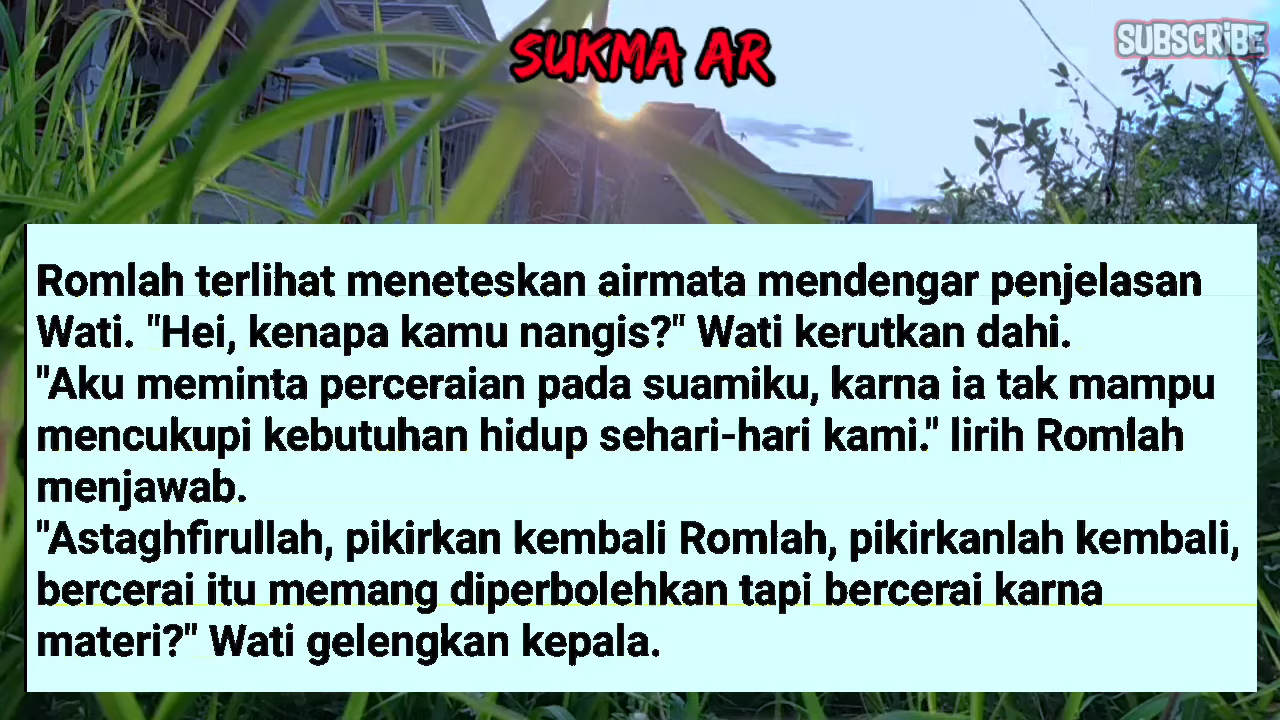 SUKMA AR
SUBSCRiBE
Romlah terlihat meneteskan airmata mendengar penjelasan
Wati. "Hei, kenapa kamu nangis?" Wati kerutkan dahi.
"Aku meminta perceraian pada suamiku, karna ia tak mampu
mencukupi kebutuhan hidup sehari-hari kami." lirih Romlah
menjawab.
"Astaghfirullah, pikirkan kembali Romlah, pikirkanlah kembali,
bercerai itu memang diperbolehkan tapi bercerai karna
materi?" Wati gelengkan kepala.